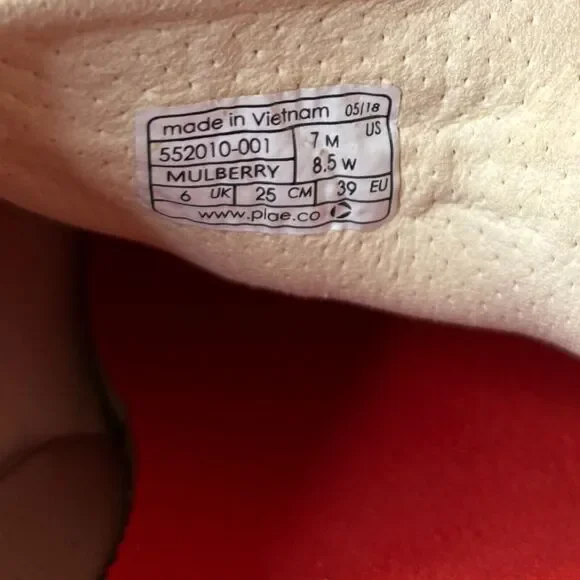 made in Vietnam 05/18
552010-001 7 M US
MULBERRY 8.5 W
6 UK 25 CM 39 EU
www.plae.co